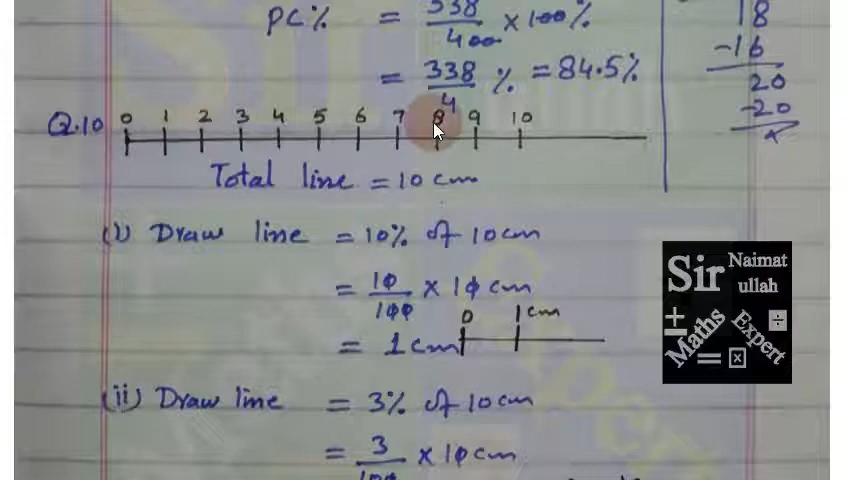 PC% = 338/400 × 100%
= 338/4 % = 84.5%
18
-16
20
-20
x
Q.10 0 1 2 3 4 5 6 7 8 9 10
Total line = 10 cm
(i) Draw line = 10% of 10cm
= 10/100 × 10 cm
= 1cm 0 1cm
(ii) Draw line = 3% of 10cm
= 3/100 × 10cm
Sir Naimat ullah
Maths Expert